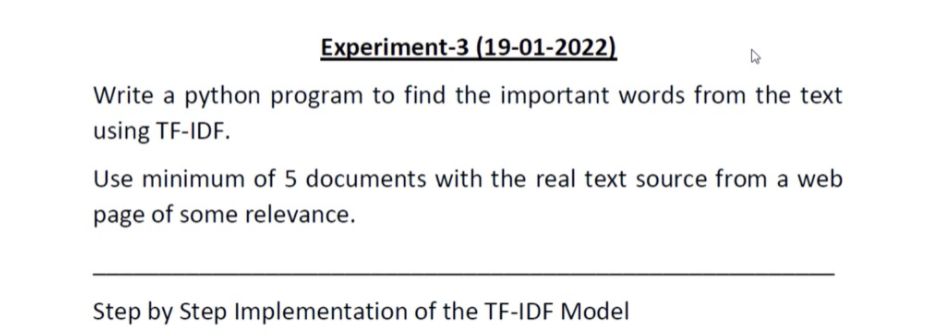 Experiment-3 (19-01-2022)
Write a python program to find the important words from the text
using TF-IDF.
Use minimum of 5 documents with the real text source from a web
page of some relevance.
Step by Step Implementation of the TF-IDF Model